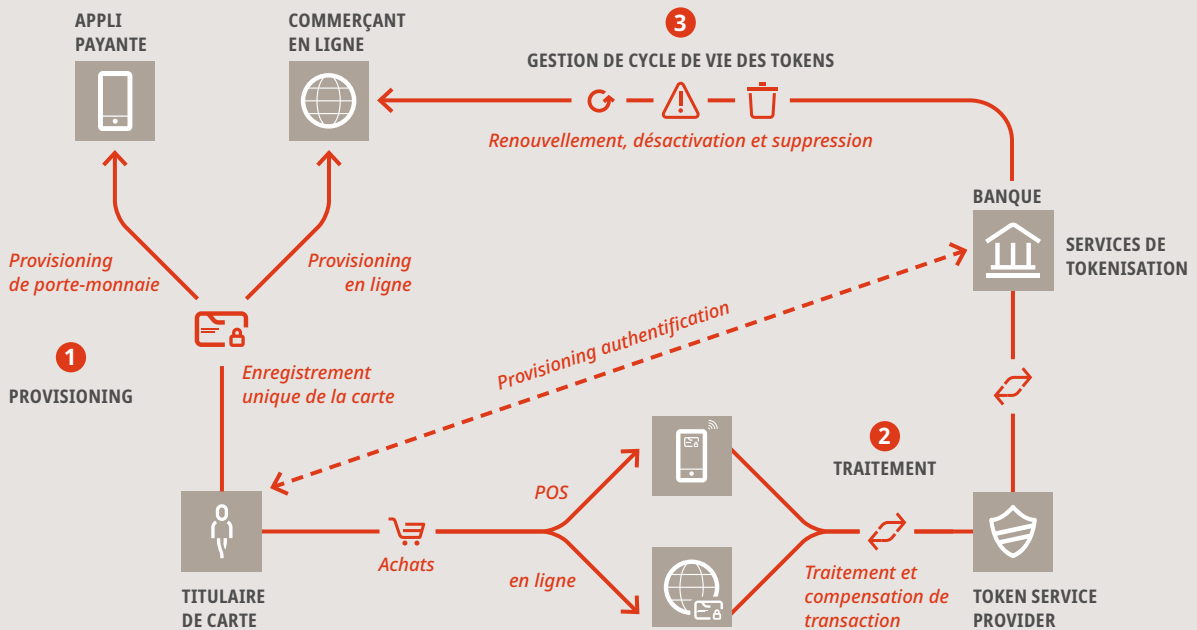 APPLI
PAYANTE
COMMERÇANT
EN LIGNE
3
GESTION DE CYCLE DE VIE DES TOKENS
Renouvellement, désactivation et suppression
BANQUE
SERVICES DE
TOKENISATION
Provisioning
de porte-monnaie
Provisioning
en ligne
1
PROVISIONING
Enregistrement
unique de la carte
Provisioning authentification
2
TRAITEMENT
POS
Achats
en ligne
Traitement et
compensation de
transaction
TITULAIRE
DE CARTE
TOKEN SERVICE
PROVIDER